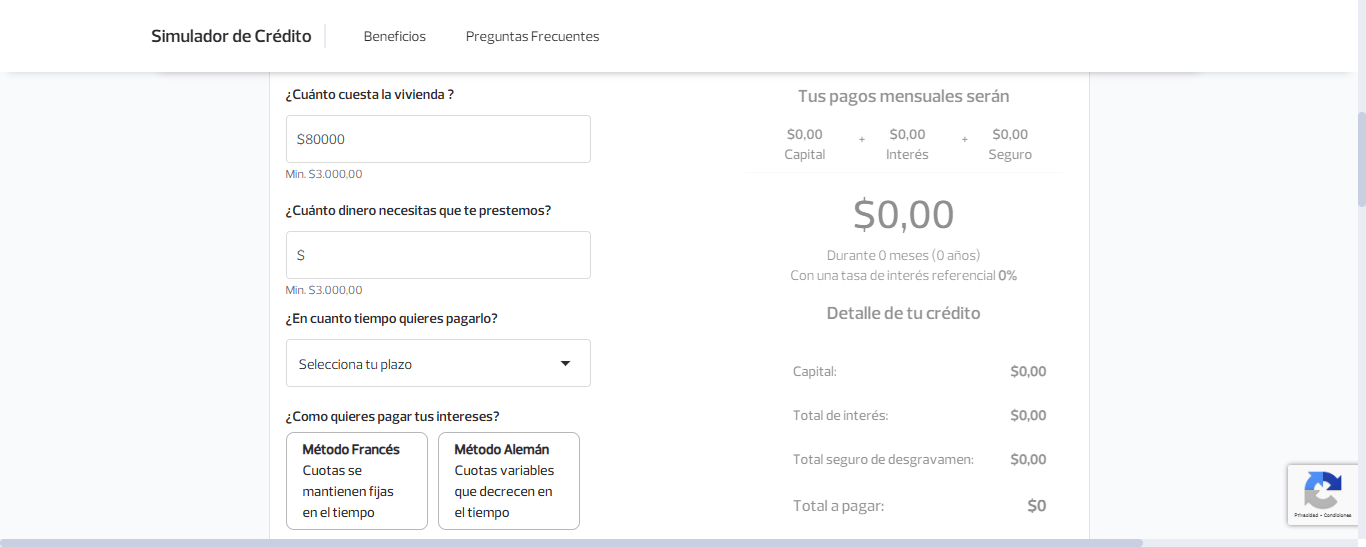 Simulador de Crédito
Beneficios
Preguntas Frecuentes
¿Cuánto cuesta la vivienda ?
$80000
Min. $3.000,00
¿Cuánto dinero necesitas que te prestemos?
$
Min. $3.000,00
¿En cuanto tiempo quieres pagarlo?
Selecciona tu plazo
¿Como quieres pagar tus intereses?
Método Francés
Cuotas se
mantienen fijas
en el tiempo
Método Alemán
Cuotas variables
que decrecen en
el tiempo
Tus pagos mensuales serán
$0,00 + $0,00 + $0,00
Capital Interés Seguro
$0,00
Durante 0 meses (0 años)
Con una tasa de interés referencial 0%
Detalle de tu crédito
Capital: $0,00
Total de interés: $0,00
Total seguro de desgravamen: $0,00
Total a pagar: $0
Privacidad - Condiciones